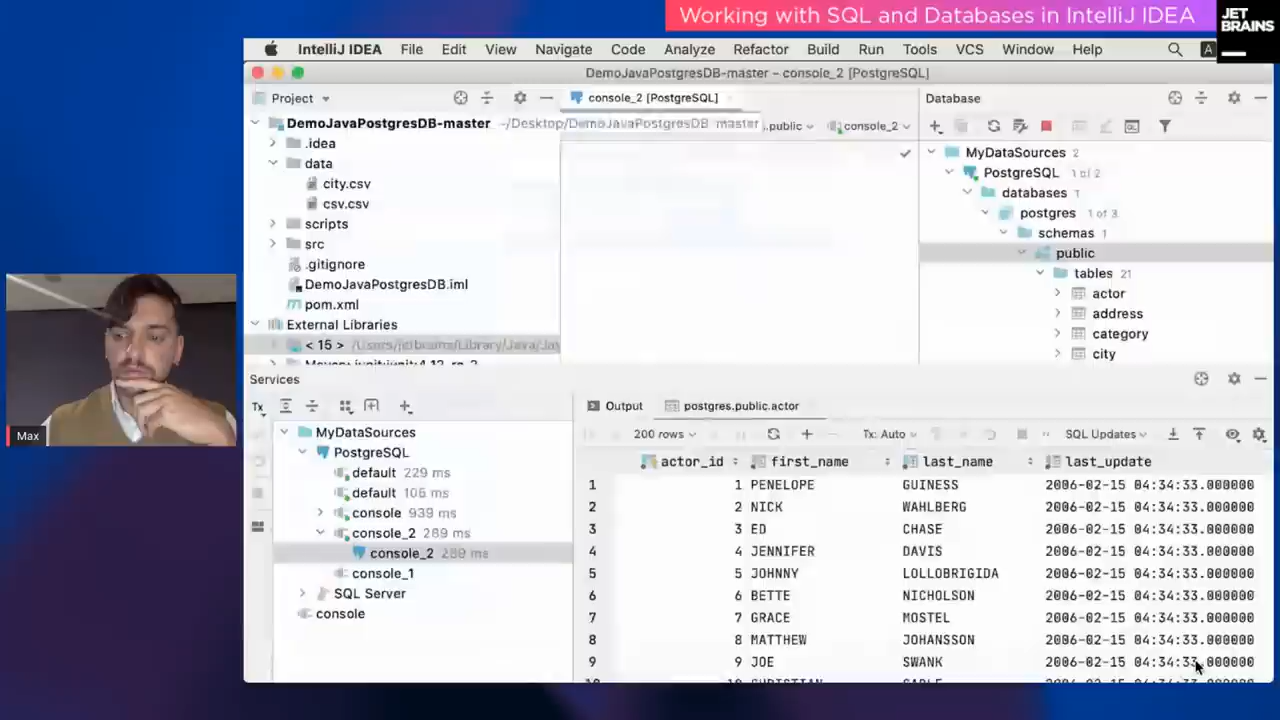 Working with SQL and Databases in IntelliJ IDEA
JET
BRAINS
IntelliJ IDEA File Edit View Navigate Code Analyze Refactor Build Run Tools VCS Window Help A
DemoJavaPostgresDB-master – console_2 [PostgreSQL]
Project
console_2 [PostgreSQL]
Database
DemoJavaPostgresDB-master ~/Desktop/DemoJavaPostgresDB-master
.public
console_2
.idea
data
city.csv
csv.csv
scripts
src
.gitignore
DemoJavaPostgresDB.iml
pom.xml
External Libraries
< 15 > /Users/jetbrains/Library/Java/Jav
MyDataSources 2
PostgreSQL 1 of 2
databases 1
postgres 1 of 3
schemas 1
public
tables 21
actor
address
category
city
Max
Services
Tx
MyDataSources
PostgreSQL
default 229 ms
default 106 ms
console 939 ms
console_2 289 ms
console_2 289 ms
console_1
SQL Server
console
Output
postgres.public.actor
200 rows
Tx: Auto
SQL Updates
actor_id first_name last_name last_update
1 1 PENELOPE GUINESS 2006-02-15 04:34:33.000000
2 2 NICK WAHLBERG 2006-02-15 04:34:33.000000
3 3 ED CHASE 2006-02-15 04:34:33.000000
4 4 JENNIFER DAVIS 2006-02-15 04:34:33.000000
5 5 JOHNNY LOLLOBRIGIDA 2006-02-15 04:34:33.000000
6 6 BETTE NICHOLSON 2006-02-15 04:34:33.000000
7 7 GRACE MOSTEL 2006-02-15 04:34:33.000000
8 8 MATTHEW JOHANSSON 2006-02-15 04:34:33.000000
9 9 JOE SWANK 2006-02-15 04:34:33.000000